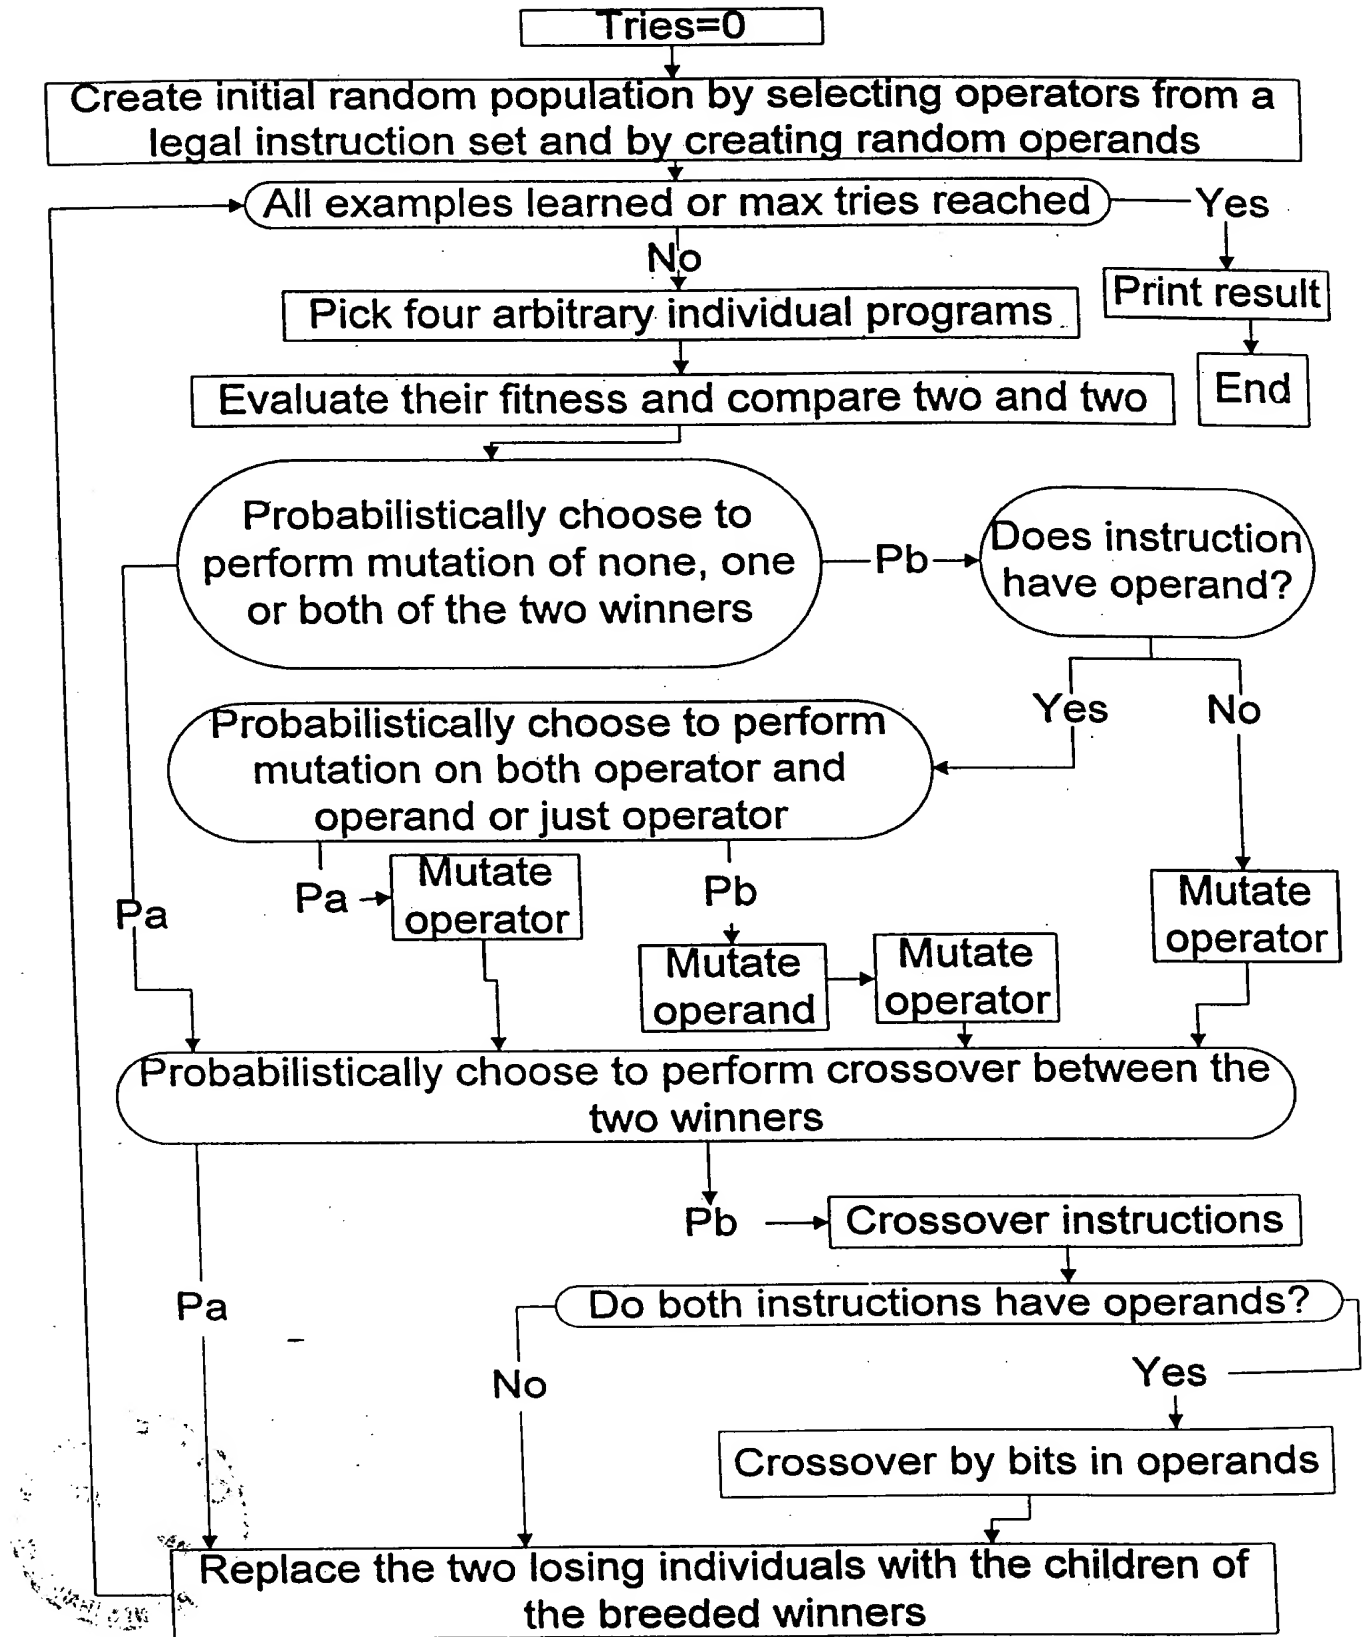 Tries=0
Create initial random population by selecting operators from a
legal instruction set and by creating random operands
All examples learned or max tries reached
Yes
No
Print result
Pick four arbitrary individual programs
End
Evaluate their fitness and compare two and two
Probabilistically choose to
perform mutation of none, one
or both of the two winners
Pb
Does instruction
have operand?
Yes
No
Probabilistically choose to perform
mutation on both operator and
operand or just operator
Pa
Pa
Mutate
operator
Pb
Mutate
operand
Mutate
operator
Mutate
operator
Probabilistically choose to perform crossover between the
two winners
Pb
Crossover instructions
Pa
Do both instructions have operands?
No
Yes
Crossover by bits in operands
Replace the two losing individuals with the children of
the breeded winners